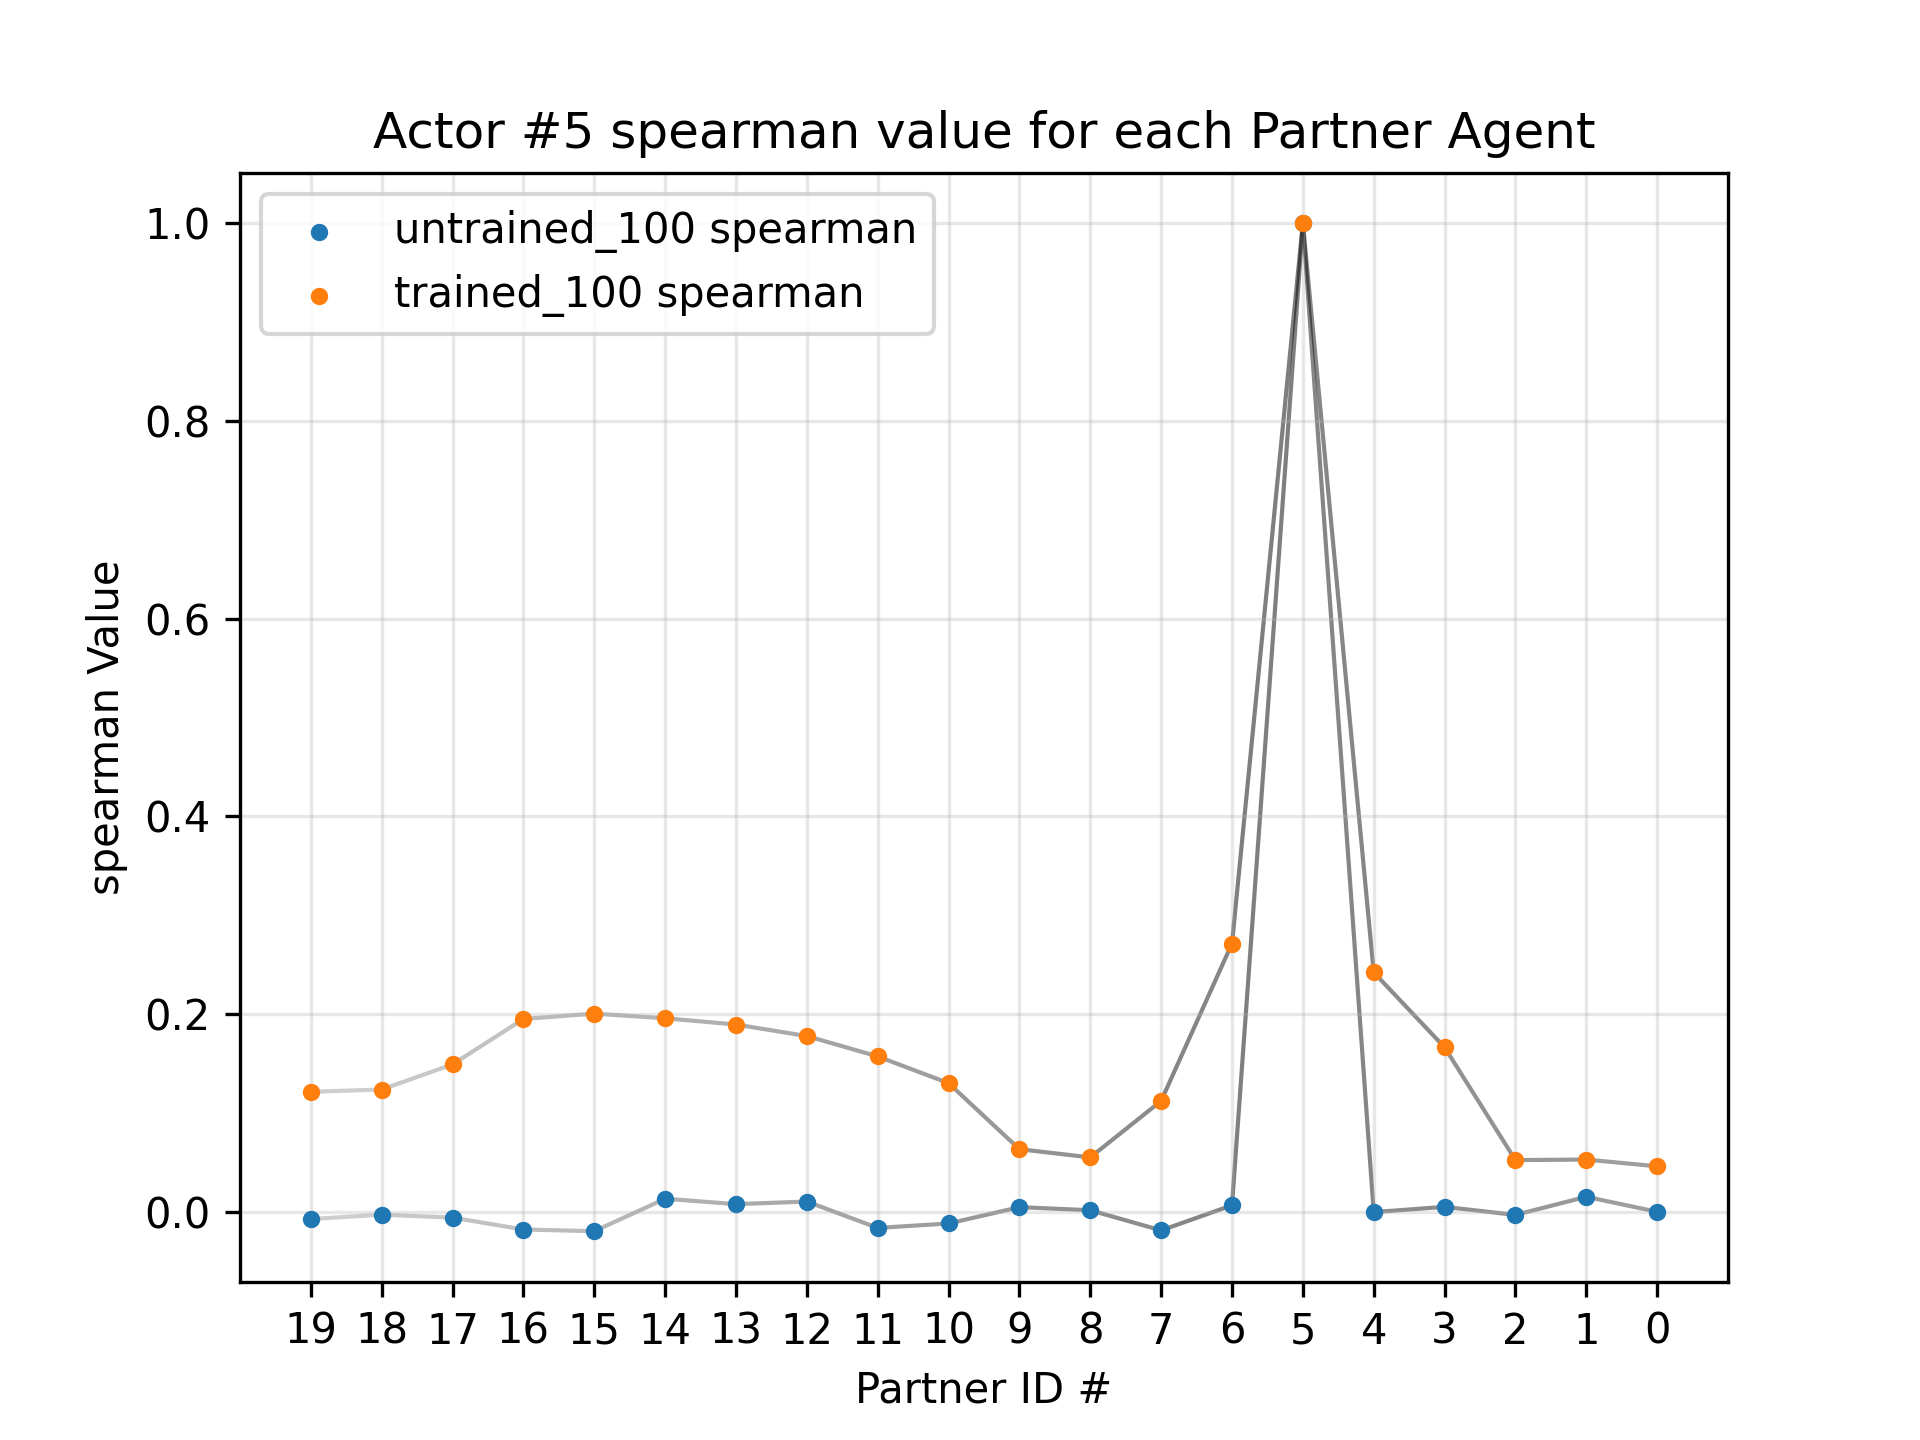 Actor #5 spearman value for each Partner Agent
untrained_100 spearman
trained_100 spearman
1.0
0.8
0.6
0.4
0.2
0.0
spearman Value
19 18 17 16 15 14 13 12 11 10 9 8 7 6 5 4 3 2 1 0
Partner ID #